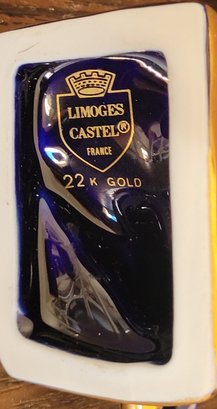 LIMOGES
CASTEL®
FRANCE
22 K GOLD